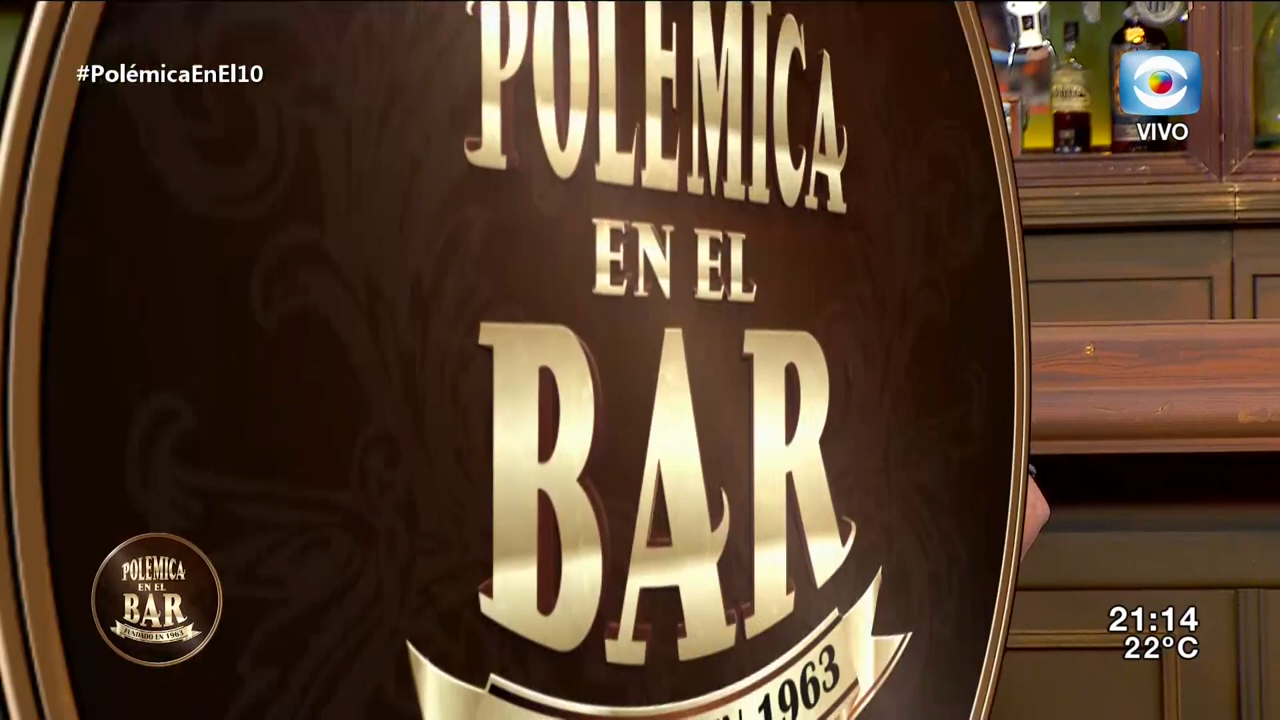 #PolémicaEnEl10
VIVO
POLEMICA
EN EL
BAR
1963
POLEMICA
EN EL
BAR
FUNDADO EN 1963
21:14
22°C